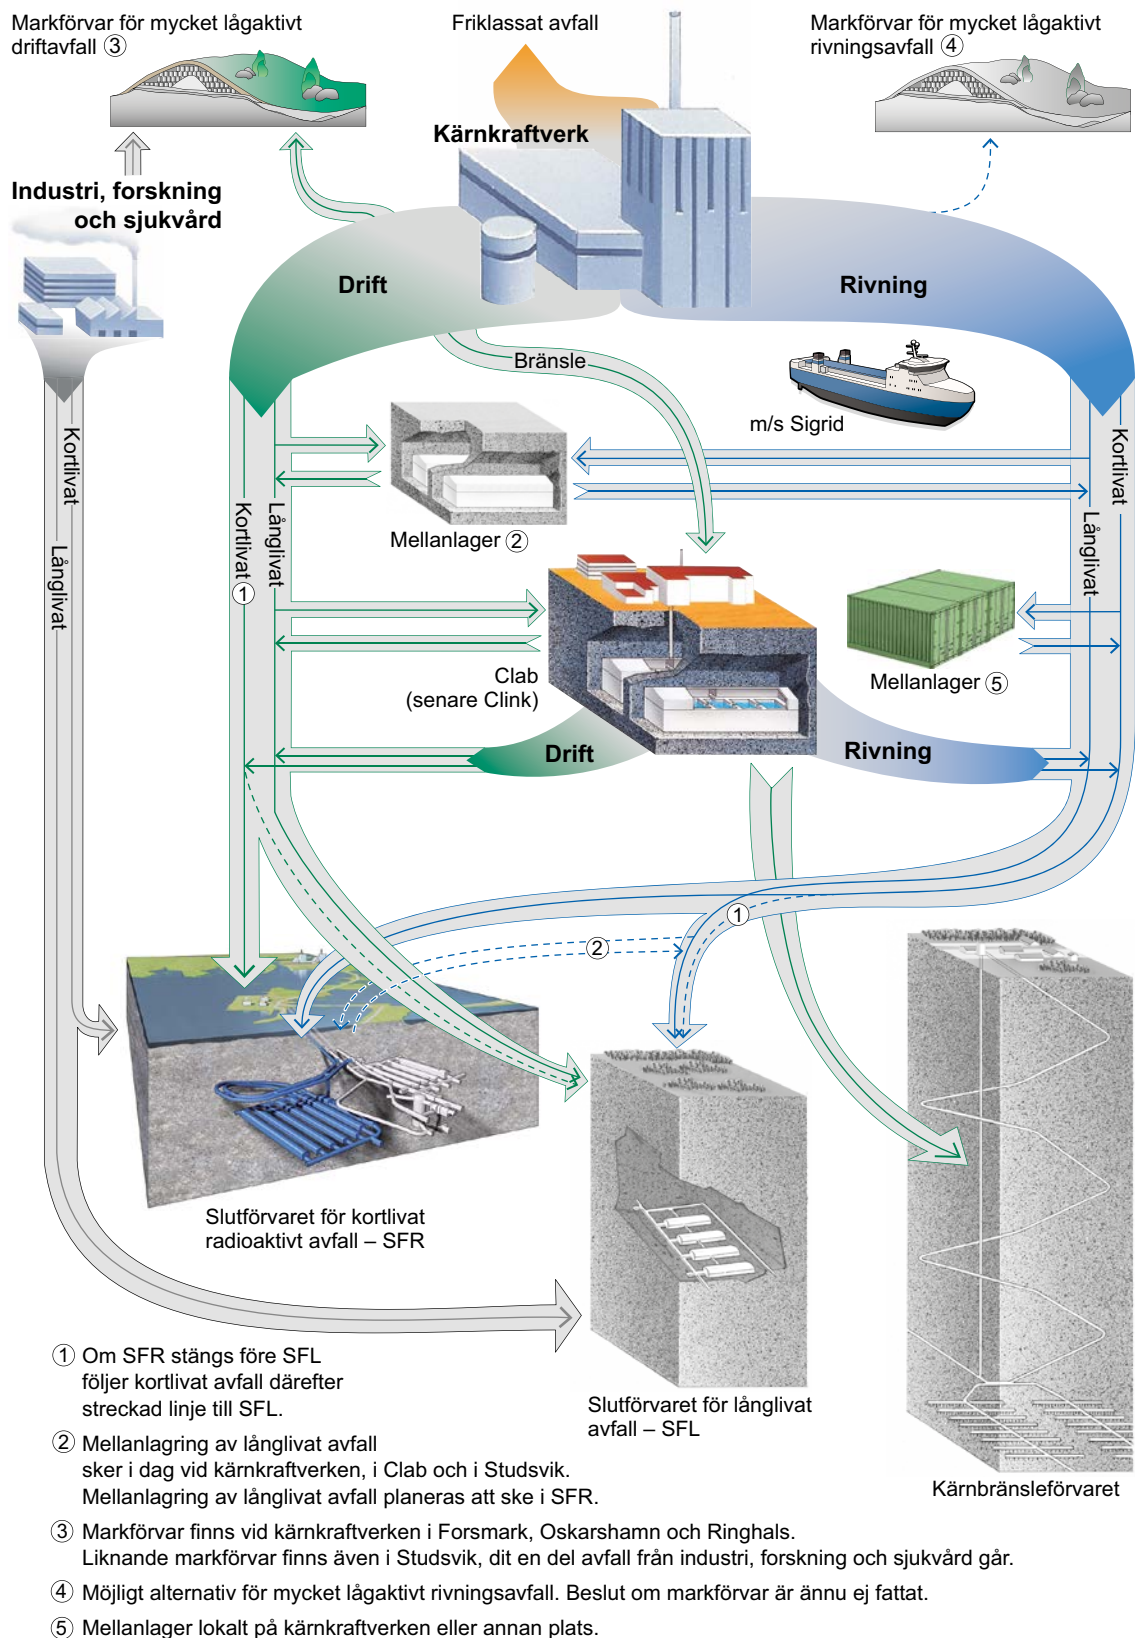 Markförvar för mycket lågaktivt
driftavfall ③
Friklassat avfall
Markförvar för mycket lågaktivt
rivningsavfall ④
Kärnkraftverk
Industri, forskning
och sjukvård
Drift
Rivning
Bränsle
m/s Sigrid
Kortlivat
Långlivat
Kortlivat ①
Långlivat
Kortlivat
Långlivat
Mellanlager ②
Clab
(senare Clink)
Mellanlager ⑤
Drift
Rivning
①
②
Slutförvaret för kortlivat
radioaktivt avfall – SFR
Slutförvaret för långlivat
avfall – SFL
Kärnbränsleförvaret
① Om SFR stängs före SFL
följer kortlivat avfall därefter
streckad linje till SFL.
② Mellanlagring av långlivat avfall
sker i dag vid kärnkraftverken, i Clab och i Studsvik.
Mellanlagring av långlivat avfall planeras att ske i SFR.
③ Markförvar finns vid kärnkraftverken i Forsmark, Oskarshamn och Ringhals.
Liknande markförvar finns även i Studsvik, dit en del avfall från industri, forskning och sjukvård går.
④ Möjligt alternativ för mycket lågaktivt rivningsavfall. Beslut om markförvar är ännu ej fattat.
⑤ Mellanlager lokalt på kärnkraftverken eller annan plats.